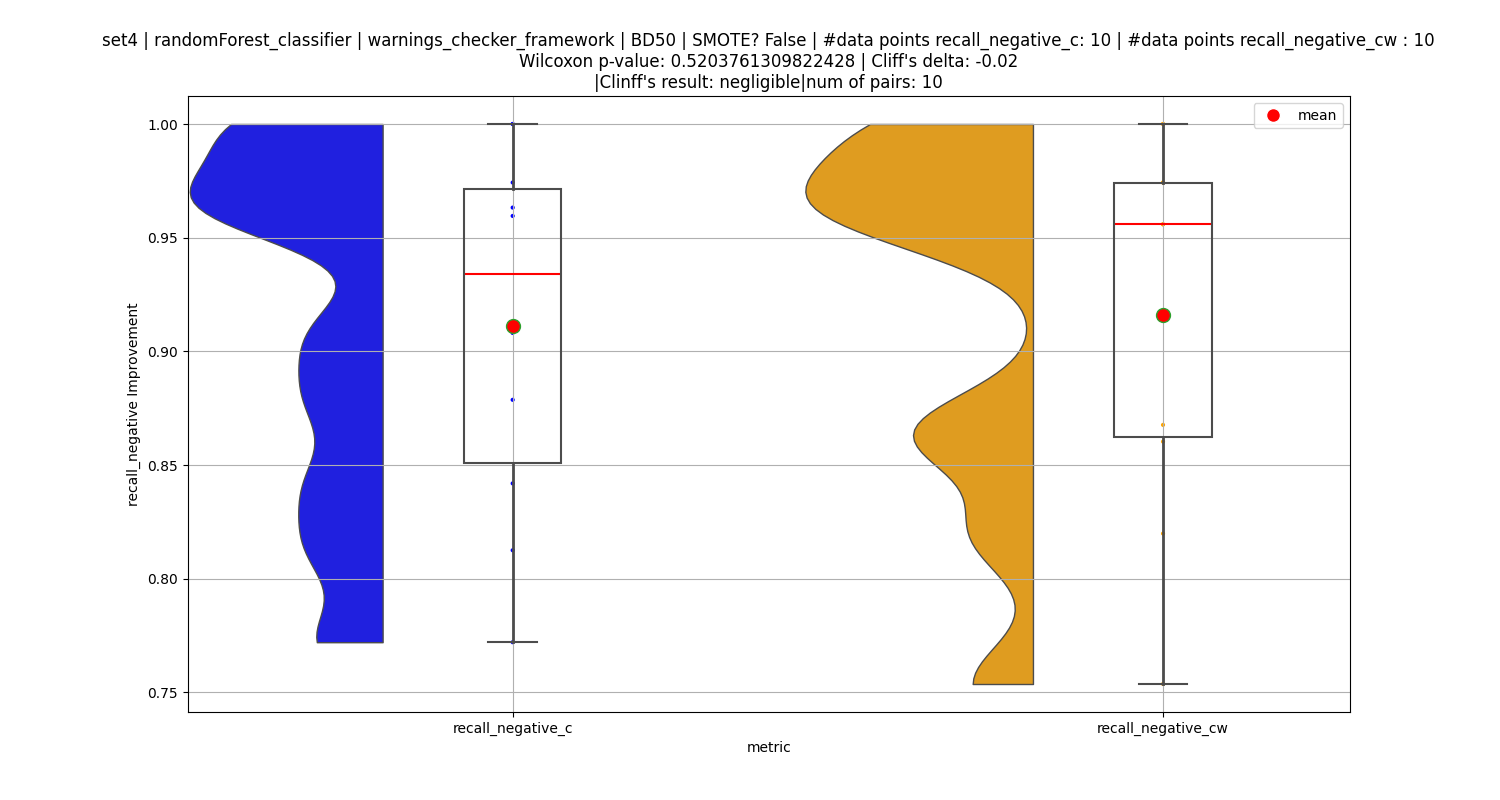 set4 | randomForest_classifier | warnings_checker_framework | BD50 | SMOTE? False | #data points recall_negative_c: 10 | #data points recall_negative_cw : 10
Wilcoxon p-value: 0.5203761309822428 | Cliff's delta: -0.02
|Clinff's result: negligible|num of pairs: 10
mean
1.00
0.95
0.90
0.85
0.80
0.75
recall_negative Improvement
recall_negative_c
recall_negative_cw
metric